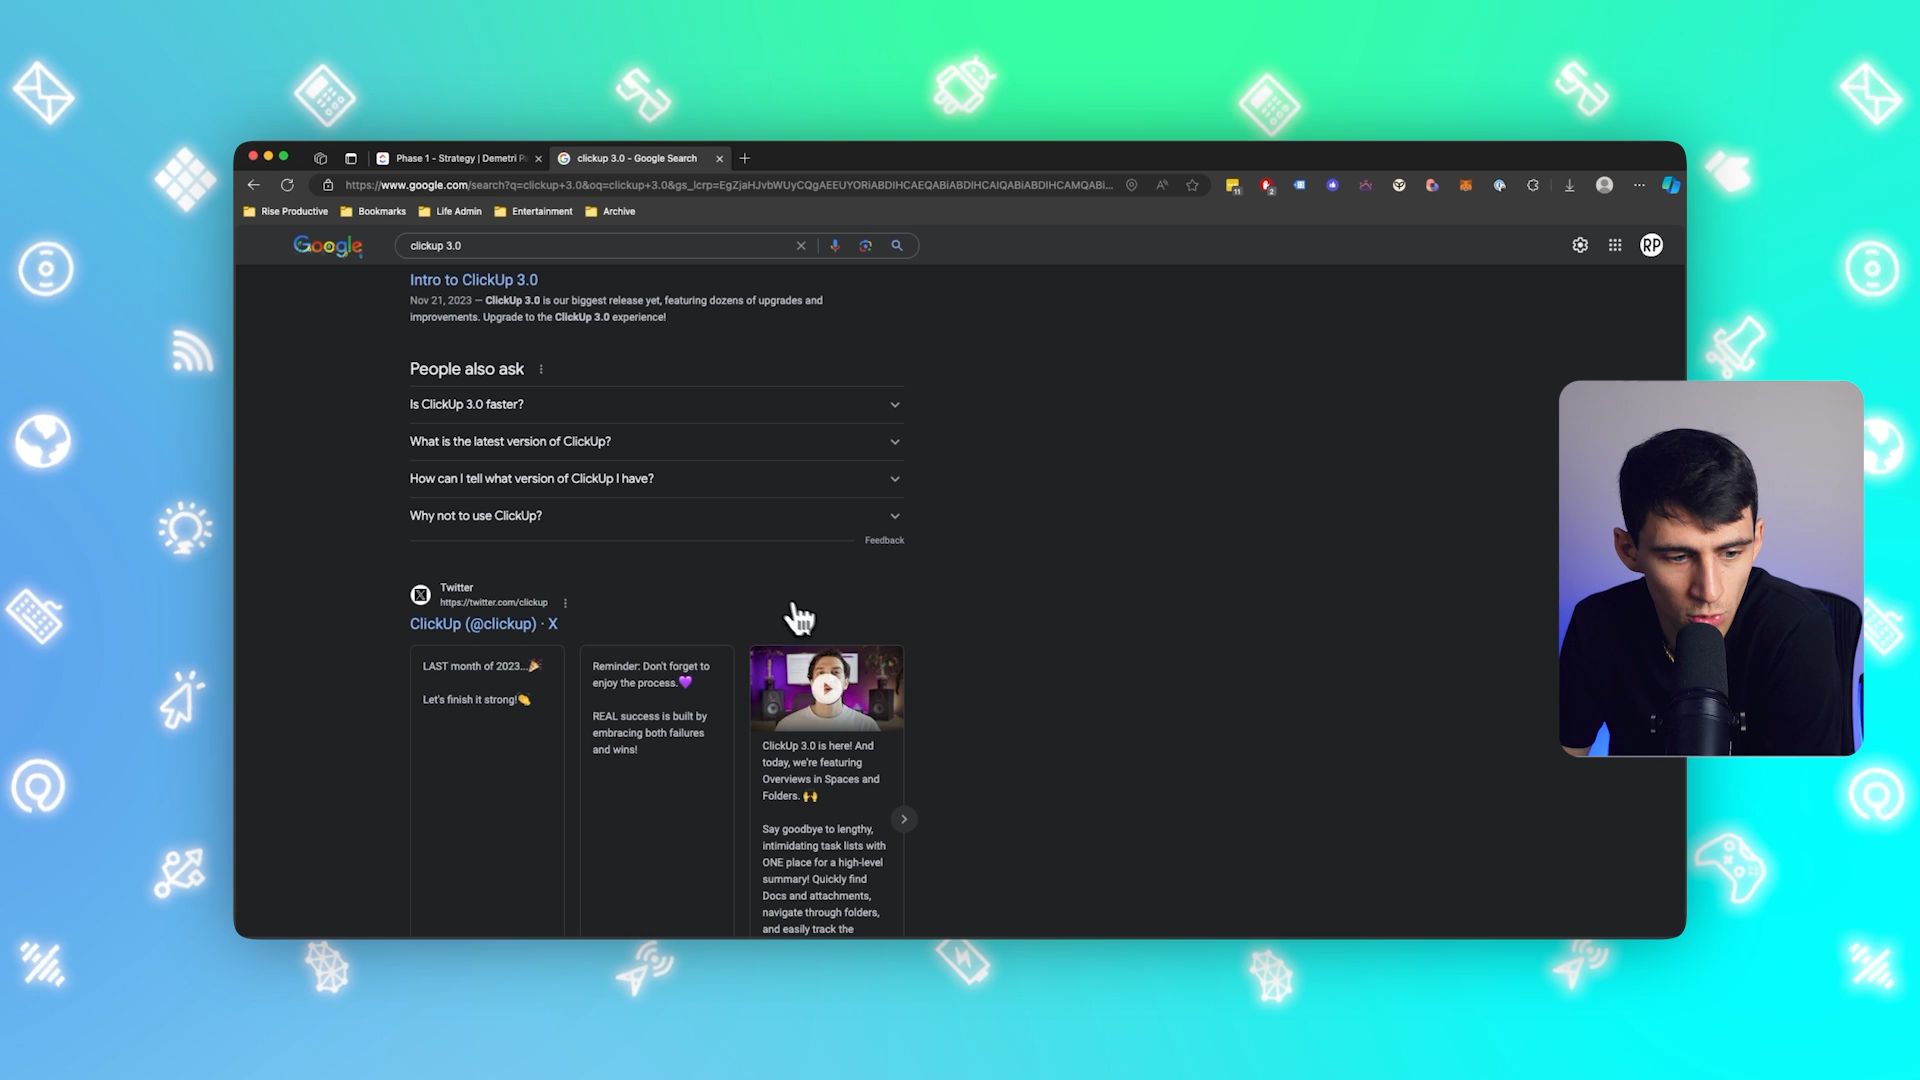 Phase 1 - Strategy | Demetri P
clickup 3.0 - Google Search
https://www.google.com/search?q=clickup+3.0&oq=clickup+3.0&gs_lcrp=EgZjaHJvbWUyCQgAEEUYORiABDIHCAEQABiABDIHCAIQABiABDIHCAMQABi...
11
2
Rise Productive
Bookmarks
Life Admin
Entertainment
Archive
Google
clickup 3.0
RP
Intro to ClickUp 3.0
Nov 21, 2023 — ClickUp 3.0 is our biggest release yet, featuring dozens of upgrades and
improvements. Upgrade to the ClickUp 3.0 experience!
People also ask
Is ClickUp 3.0 faster?
What is the latest version of ClickUp?
How can I tell what version of ClickUp I have?
Why not to use ClickUp?
Feedback
Twitter
https://twitter.com/clickup
ClickUp (@clickup) · X
LAST month of 2023...🎉
Let's finish it strong!👏
Reminder: Don't forget to
enjoy the process.💜
REAL success is built by
embracing both failures
and wins!
ClickUp 3.0 is here! And
today, we're featuring
Overviews in Spaces and
Folders. 🙌
Say goodbye to lengthy,
intimidating task lists with
ONE place for a high-level
summary! Quickly find
Docs and attachments,
navigate through folders,
and easily track the